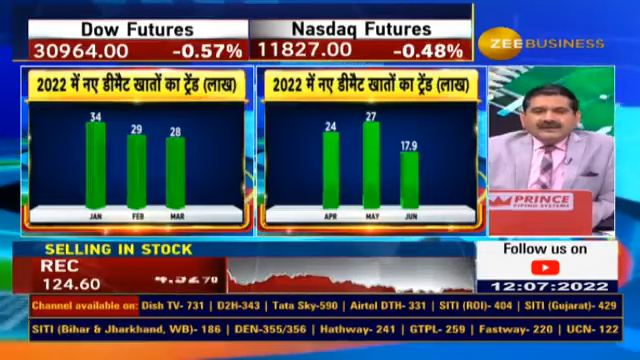 Dow Futures
30964.00 -0.57%
Nasdaq Futures
11827.00 -0.48%
ZEE BUSINESS
2022 में नए डीमैट खातों का ट्रेंड (लाख)
34
29
28
JAN FEB MAR
2022 में नए डीमैट खातों का ट्रेंड (लाख)
24
27
17.9
APR MAY JUN
PRINCE
PIPING SYSTEMS
SELLING IN STOCK
REC
124.60
Follow us on
12:07:2022
Channel available on: Dish TV- 731 | D2H-343 | Tata Sky-590 | Airtel DTH- 331 | SITI (ROI)- 404 | SITI (Gujarat)- 429
SITI (Bihar & Jharkhand, WB)- 186 | DEN-355/356 | Hathway- 241 | GTPL- 259 | Fastway- 220 | UCN- 122